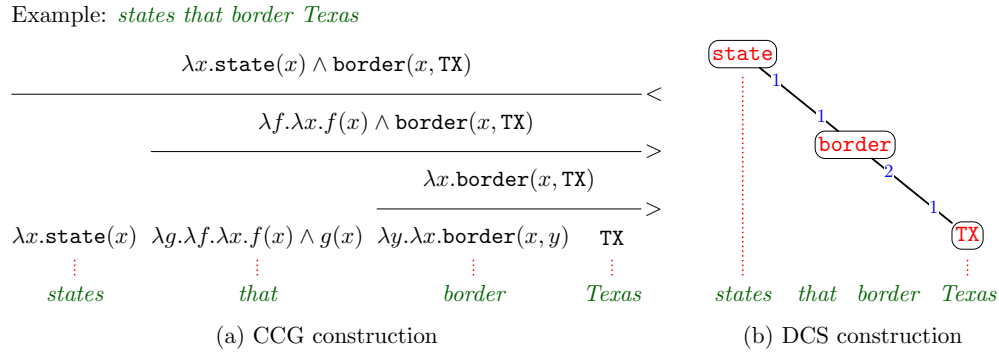 Example: states that border Texas
λx.state(x) ∧ border(x, TX)
<
λf.λx.f(x) ∧ border(x, TX)
>
λx.border(x, TX)
>
λx.state(x) λg.λf.λx.f(x) ∧ g(x) λy.λx.border(x, y) TX
states that border Texas
(a) CCG construction
state
1
1
border
2
1
TX
states that border Texas
(b) DCS construction